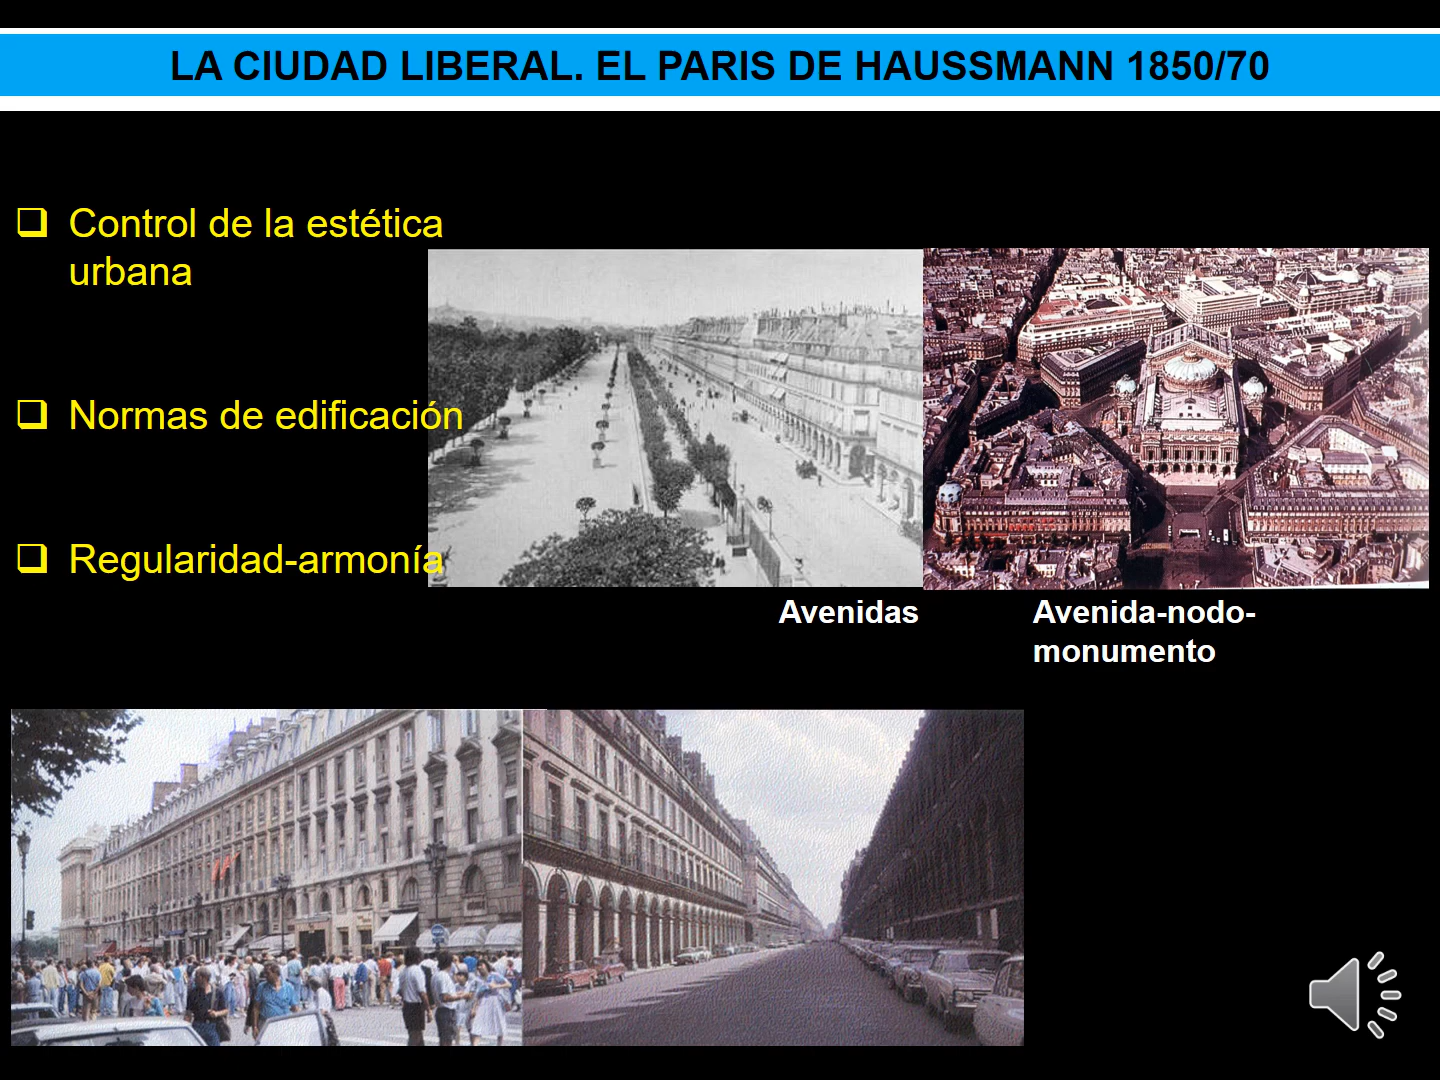 LA CIUDAD LIBERAL. EL PARIS DE HAUSSMANN 1850/70
Control de la estética
urbana
Normas de edificación
Regularidad-armonía
Avenidas
Avenida-nodo-
monumento